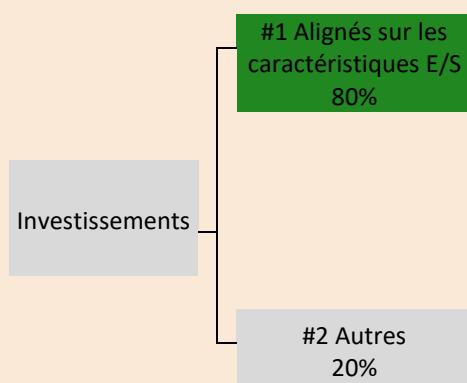 #1 Alignés sur les
caractéristiques E/S
80%
Investissements
#2 Autres
20%